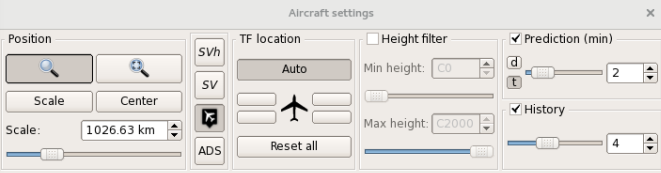 Aircraft settings
Position
Scale
Center
Scale:
1026.63 km
SVh
SV
ADS
TF location
Auto
Reset all
Height filter
Min height:
C0
Max height:
C2000
Prediction (min)
d
t
2
History
4